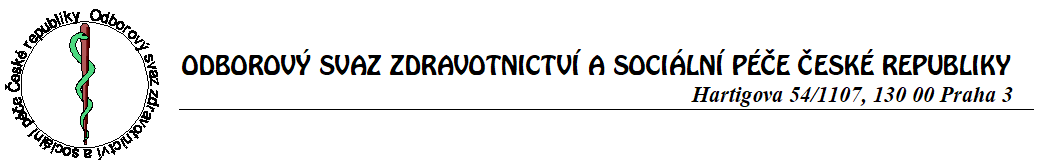 Odborový svaz zdravotnictví a sociální péče České republiky
ODBOROVÝ SVAZ ZDRAVOTNICTVÍ A SOCIÁLNÍ PÉČE ČESKÉ REPUBLIKY
Hartigova 54/1107, 130 00 Praha 3